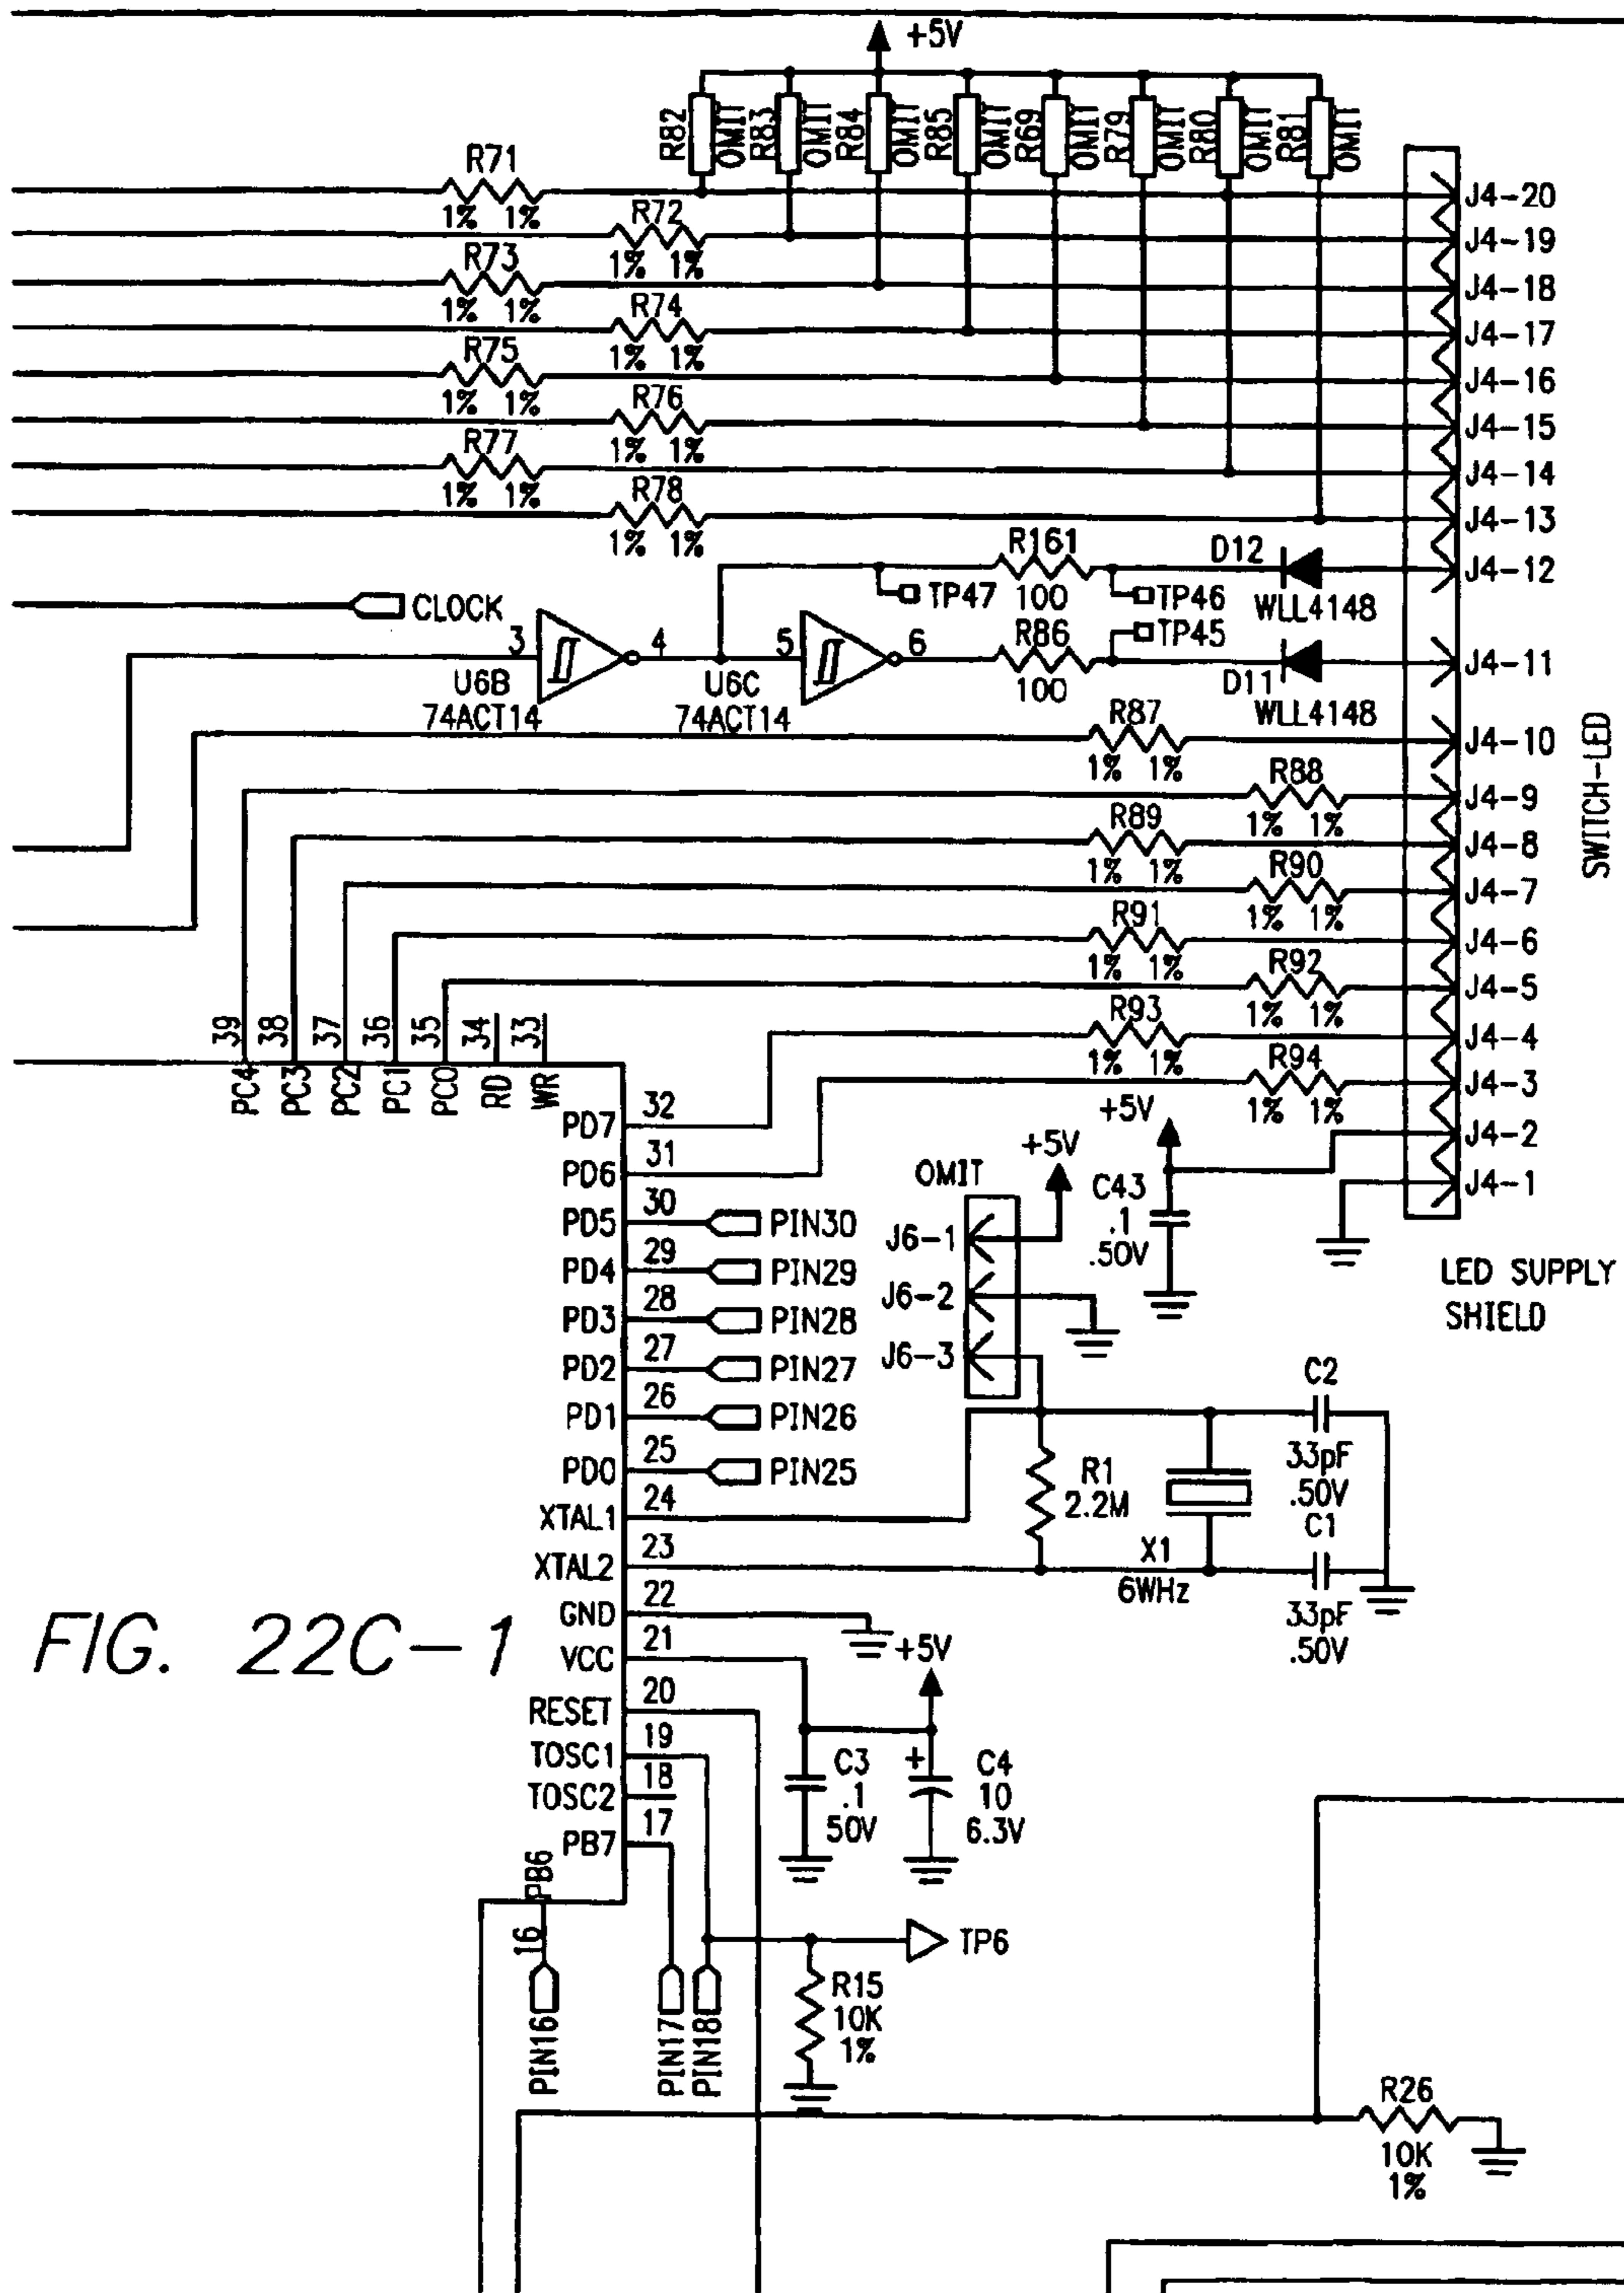 +5V
R82 OMIT
R83 OMIT
R84 OMIT
R85 OMIT
R69 OMIT
R79 OMIT
R80 OMIT
R81 OMIT
R71
1% 1%
J4-20
R72
1% 1%
J4-19
R73
1% 1%
J4-18
R74
1% 1%
J4-17
R75
1% 1%
J4-16
R76
1% 1%
J4-15
R77
1% 1%
J4-14
R78
1% 1%
J4-13
R161
100
TP47
TP46
D12
WLL4148
J4-12
CLOCK
3
4
U6B
74ACT14
5
6
U6C
74ACT14
R86
100
TP45
D11
WLL4148
J4-11
R87
1% 1%
J4-10
SWITCH-LED
R88
1% 1%
J4-9
R89
1% 1%
J4-8
R90
1% 1%
J4-7
R91
1% 1%
J4-6
R92
1% 1%
J4-5
R93
1% 1%
J4-4
R94
1% 1%
J4-3
J4-2
J4-1
LED SUPPLY
SHIELD
39 38 37 36 35 34 33
PC4 PC3 PC2 PC1 PC0 RD WR
PD7 32
PD6 31
PD5 30 PIN30
PD4 29 PIN29
PD3 28 PIN28
PD2 27 PIN27
PD1 26 PIN26
PD0 25 PIN25
XTAL1 24
XTAL2 23
GND 22
VCC 21
RESET 20
TOSC1 19
TOSC2 18
PB7 17
PB6
16
PIN16
PIN17
PIN18
OMIT
+5V
J6-1
J6-2
J6-3
+5V
C43
.1
.50V
C2
33pF
.50V
R1
2.2M
X1
6WHz
C1
33pF
.50V
+5V
C3
.1
50V
+
C4
10
6.3V
TP6
R15
10K
1%
R26
10K
1%
FIG. 22C-1